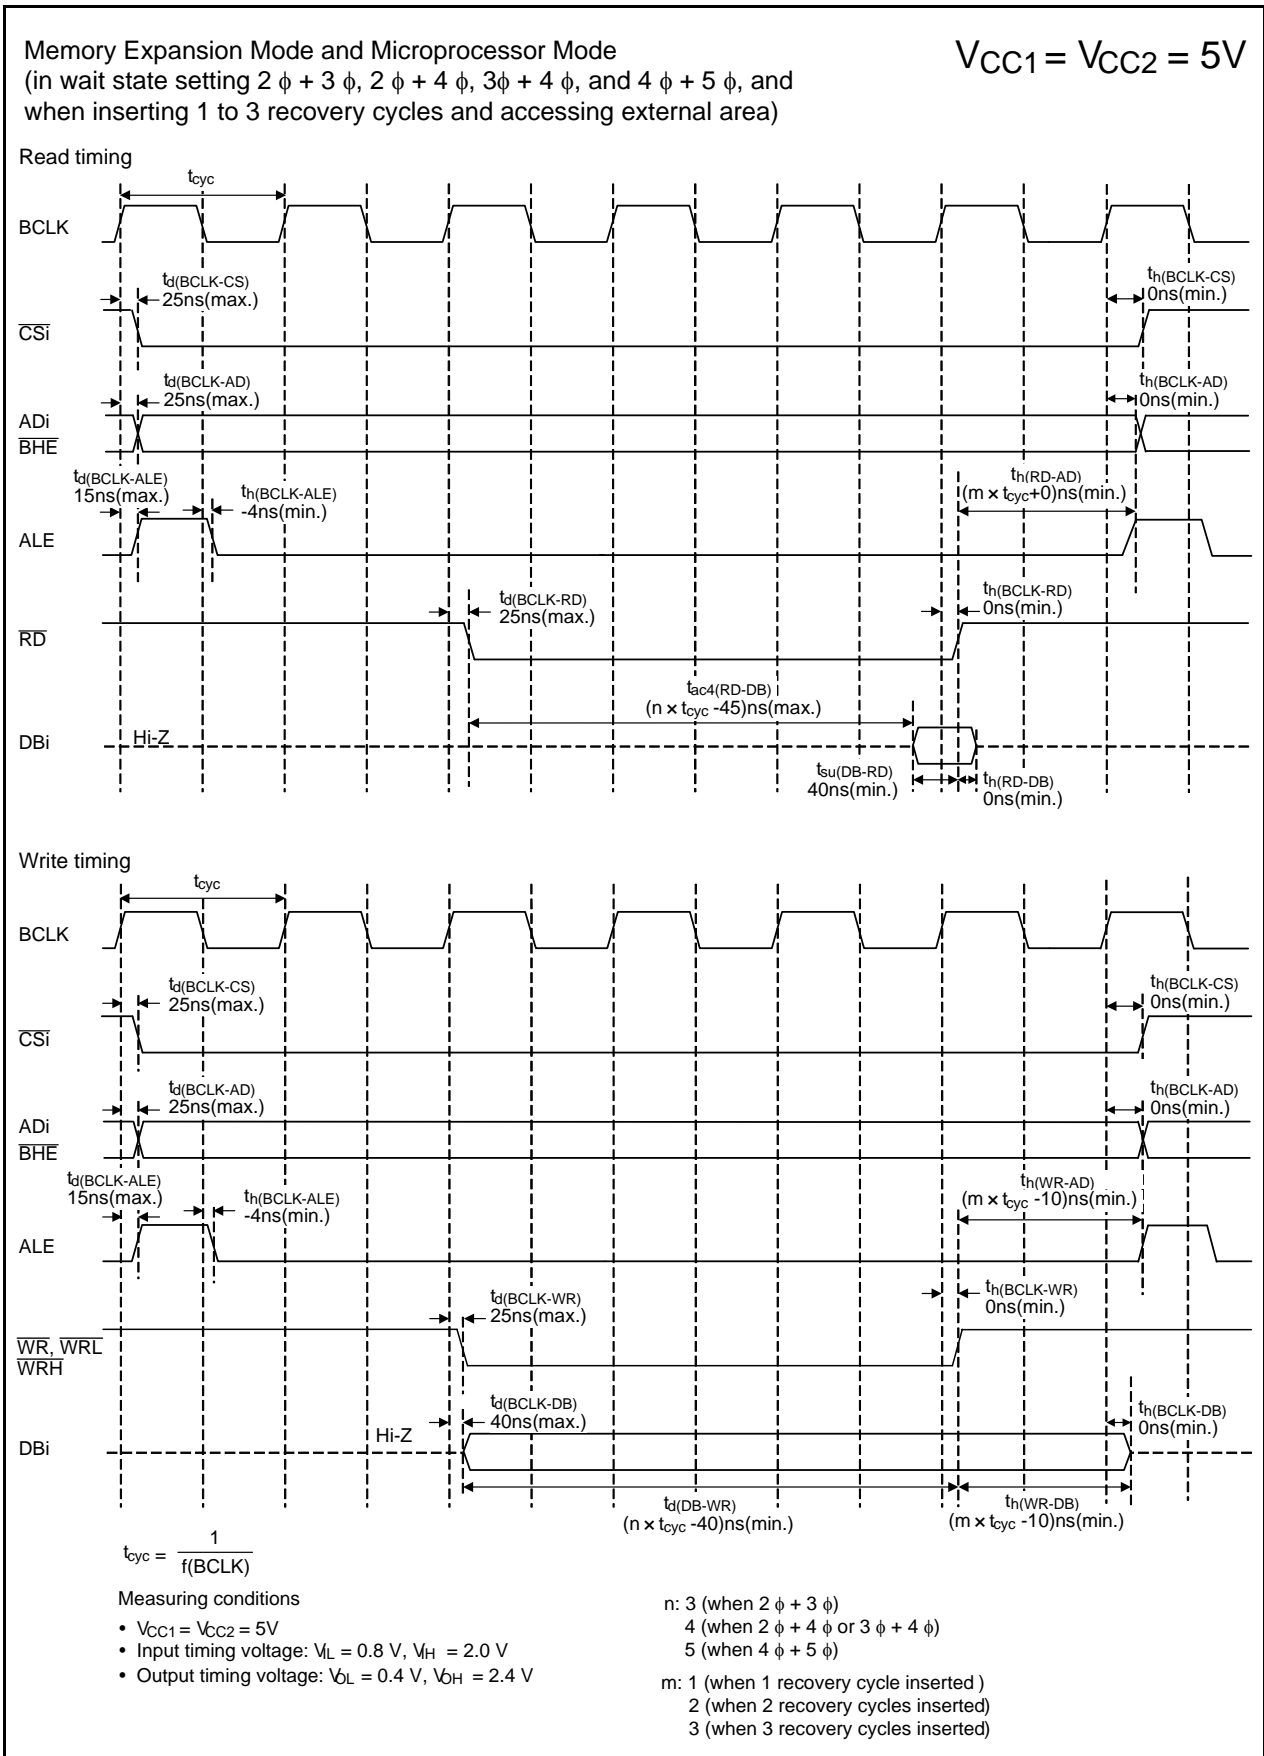 Memory Expansion Mode and Microprocessor Mode
(in wait state setting 2 φ + 3 φ, 2 φ + 4 φ, 3φ + 4 φ, and 4 φ + 5 φ, and
when inserting 1 to 3 recovery cycles and accessing external area)
VCC1 = VCC2 = 5V
Read timing
tcyc
BCLK
td(BCLK-CS)
25ns(max.)
th(BCLK-CS)
0ns(min.)
CSi
td(BCLK-AD)
25ns(max.)
th(BCLK-AD)
0ns(min.)
ADi
BHE
td(BCLK-ALE)
15ns(max.)
th(BCLK-ALE)
-4ns(min.)
th(RD-AD)
(m × tcyc+0)ns(min.)
ALE
td(BCLK-RD)
25ns(max.)
th(BCLK-RD)
0ns(min.)
RD
tac4(RD-DB)
(n × tcyc -45)ns(max.)
DBi
Hi-Z
tsu(DB-RD)
40ns(min.)
th(RD-DB)
0ns(min.)
Write timing
tcyc
BCLK
td(BCLK-CS)
25ns(max.)
th(BCLK-CS)
0ns(min.)
CSi
td(BCLK-AD)
25ns(max.)
th(BCLK-AD)
0ns(min.)
ADi
BHE
td(BCLK-ALE)
15ns(max.)
th(BCLK-ALE)
-4ns(min.)
th(WR-AD)
(m × tcyc -10)ns(min.)
ALE
td(BCLK-WR)
25ns(max.)
th(BCLK-WR)
0ns(min.)
WR, WRL
WRH
td(BCLK-DB)
40ns(max.)
th(BCLK-DB)
0ns(min.)
Hi-Z
DBi
td(DB-WR)
(n × tcyc -40)ns(min.)
th(WR-DB)
(m × tcyc -10)ns(min.)
tcyc = 1
f(BCLK)
Measuring conditions
• VCC1 = VCC2 = 5V
• Input timing voltage: VIL = 0.8 V, VIH = 2.0 V
• Output timing voltage: VOL = 0.4 V, VOH = 2.4 V
n: 3 (when 2 φ + 3 φ)
4 (when 2 φ + 4 φ or 3 φ + 4 φ)
5 (when 4 φ + 5 φ)
m: 1 (when 1 recovery cycle inserted )
2 (when 2 recovery cycles inserted)
3 (when 3 recovery cycles inserted)